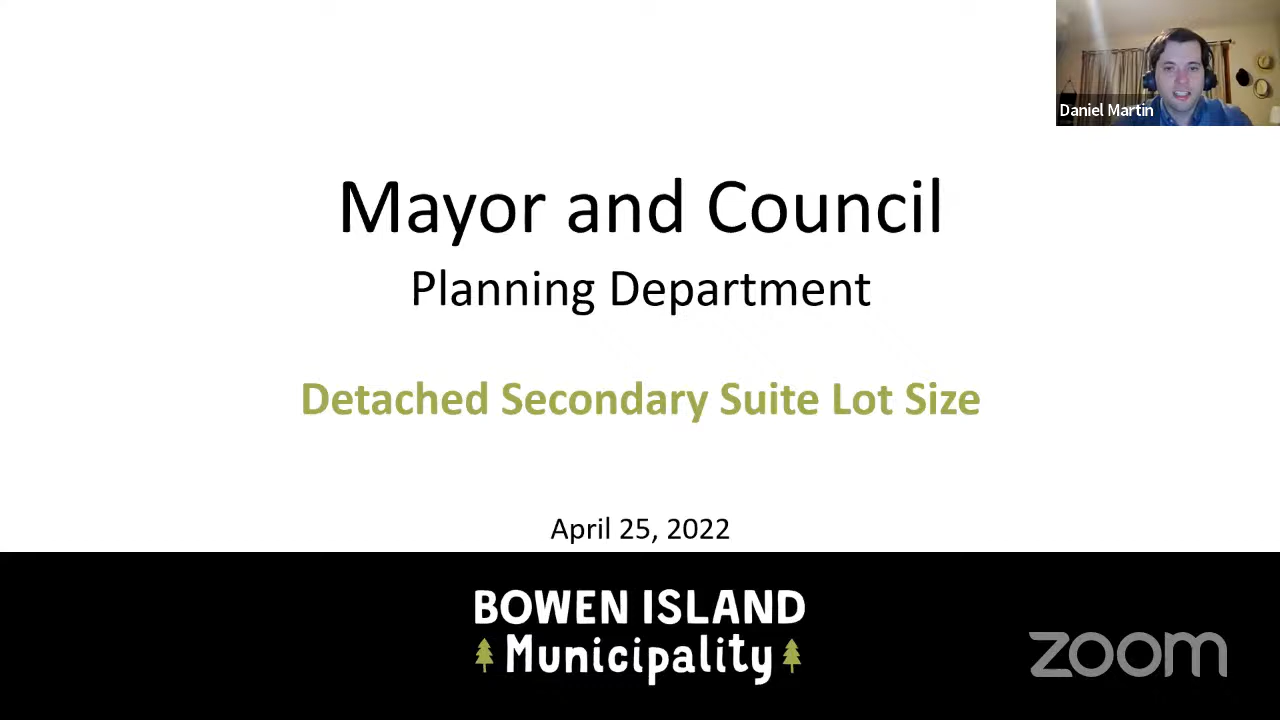 Daniel Martin
Mayor and Council
Planning Department
Detached Secondary Suite Lot Size
April 25, 2022
BOWEN ISLAND
Municipality
zoom